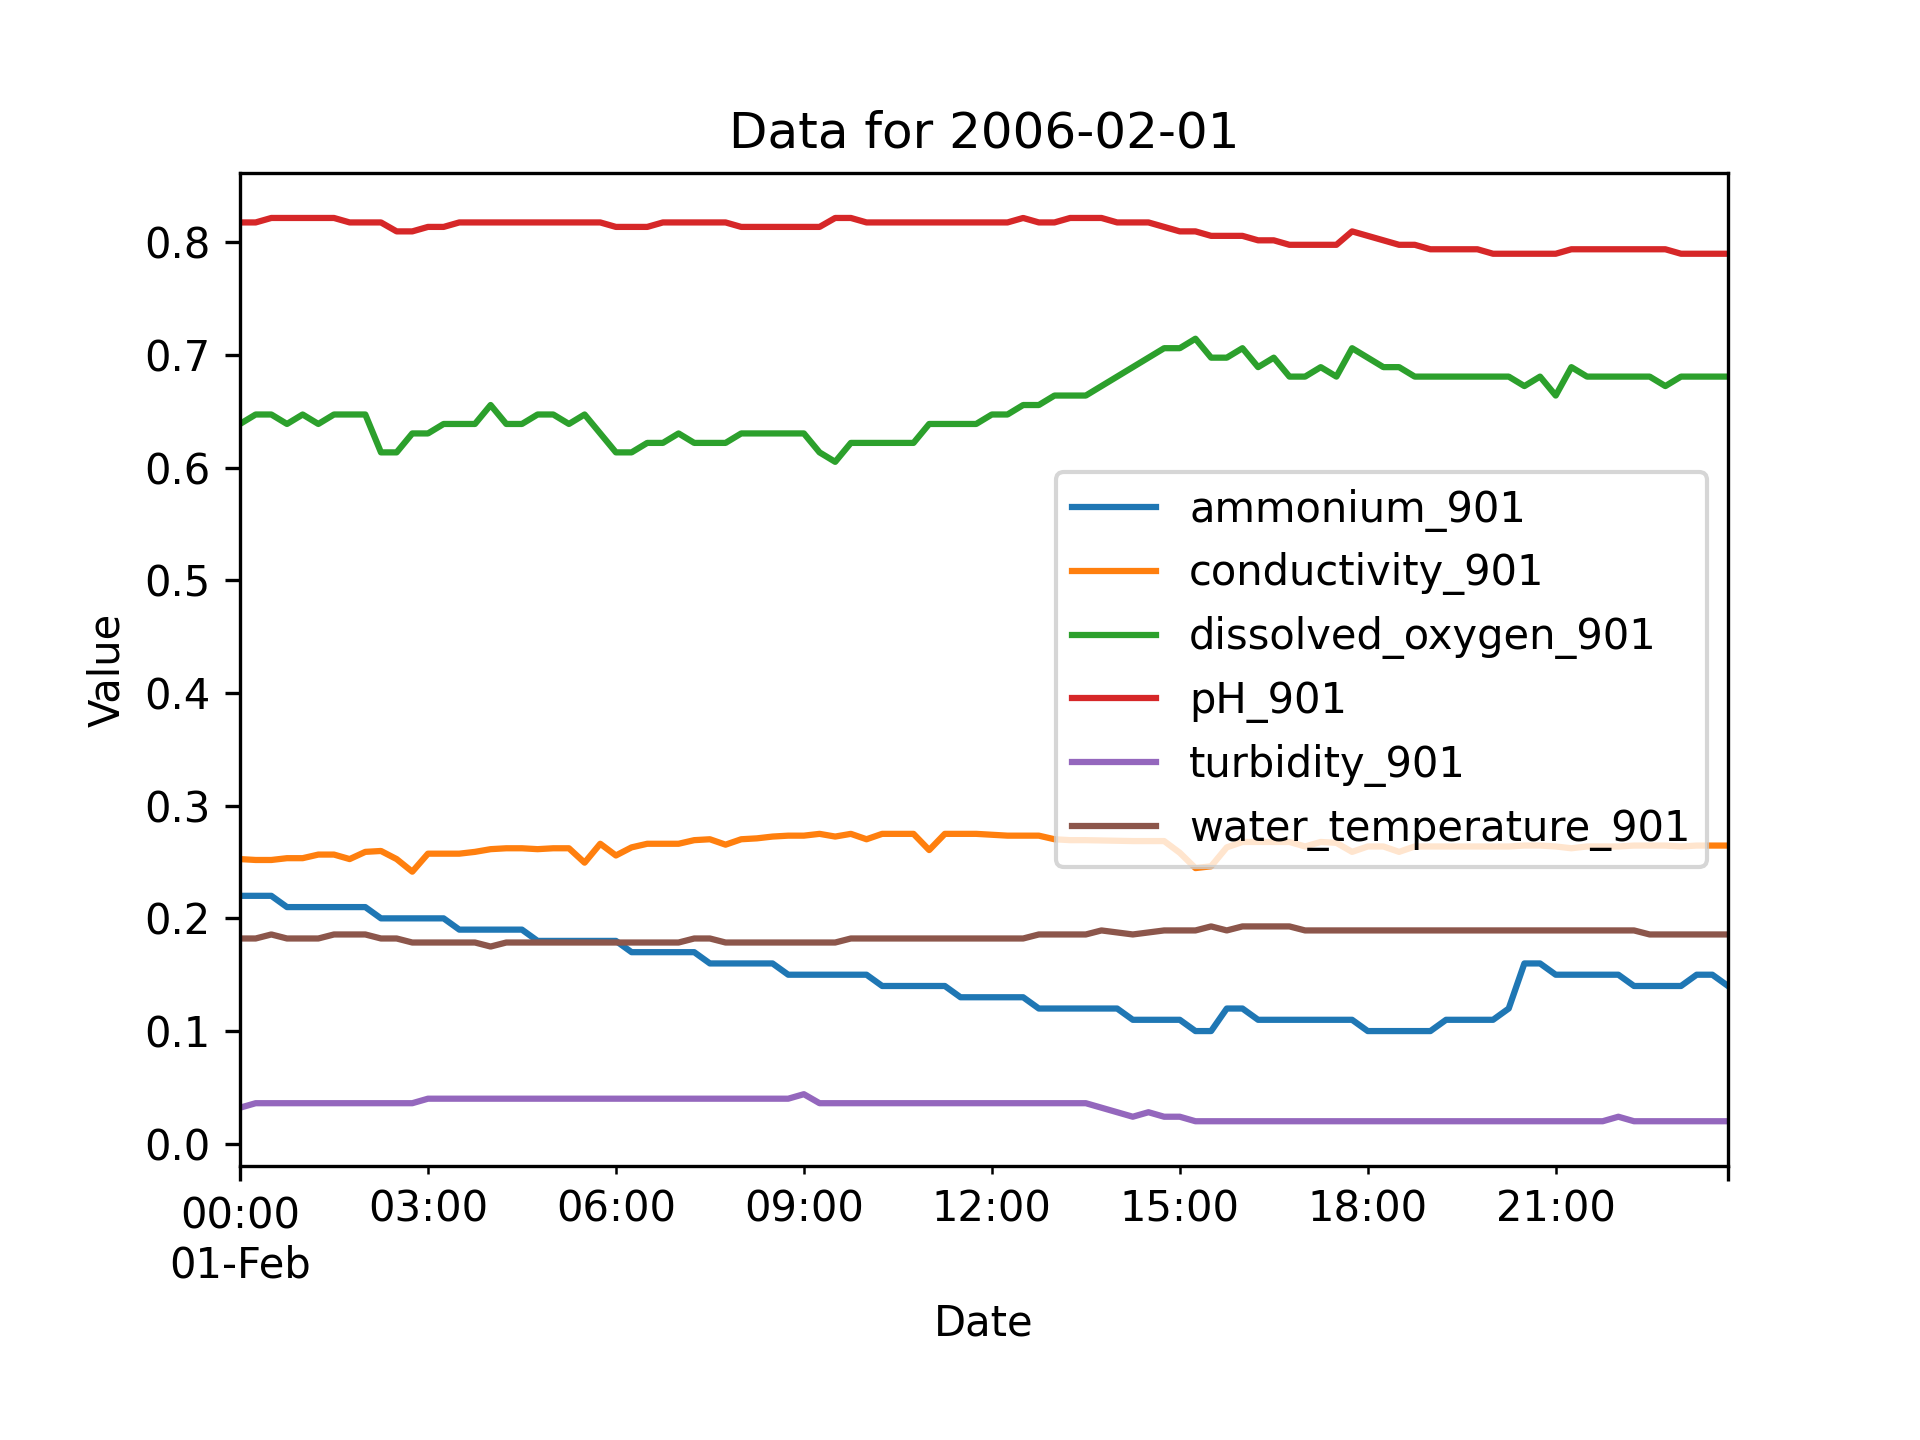 Data for 2006-02-01
Value
0.8
0.7
0.6
0.5
0.4
0.3
0.2
0.1
0.0
ammonium_901
conductivity_901
dissolved_oxygen_901
pH_901
turbidity_901
water_temperature_901
00:00 03:00 06:00 09:00 12:00 15:00 18:00 21:00
01-Feb
Date